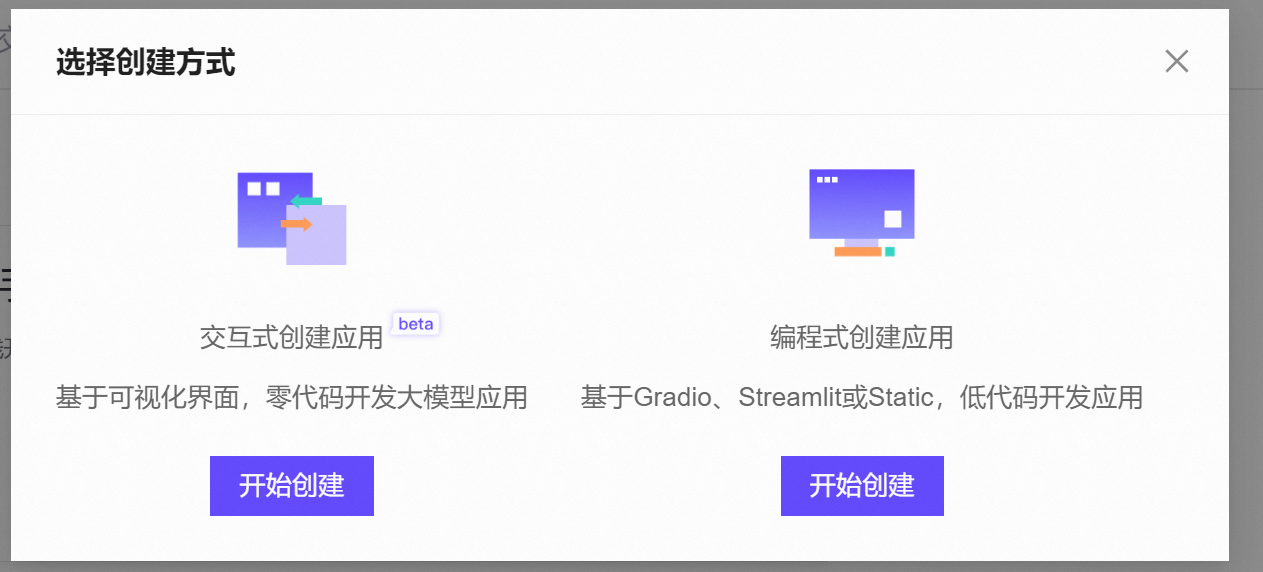 选择创建方式
交互式创建应用 beta
基于可视化界面，零代码开发大模型应用
开始创建
编程式创建应用
基于Gradio、Streamlit或Static，低代码开发应用
开始创建